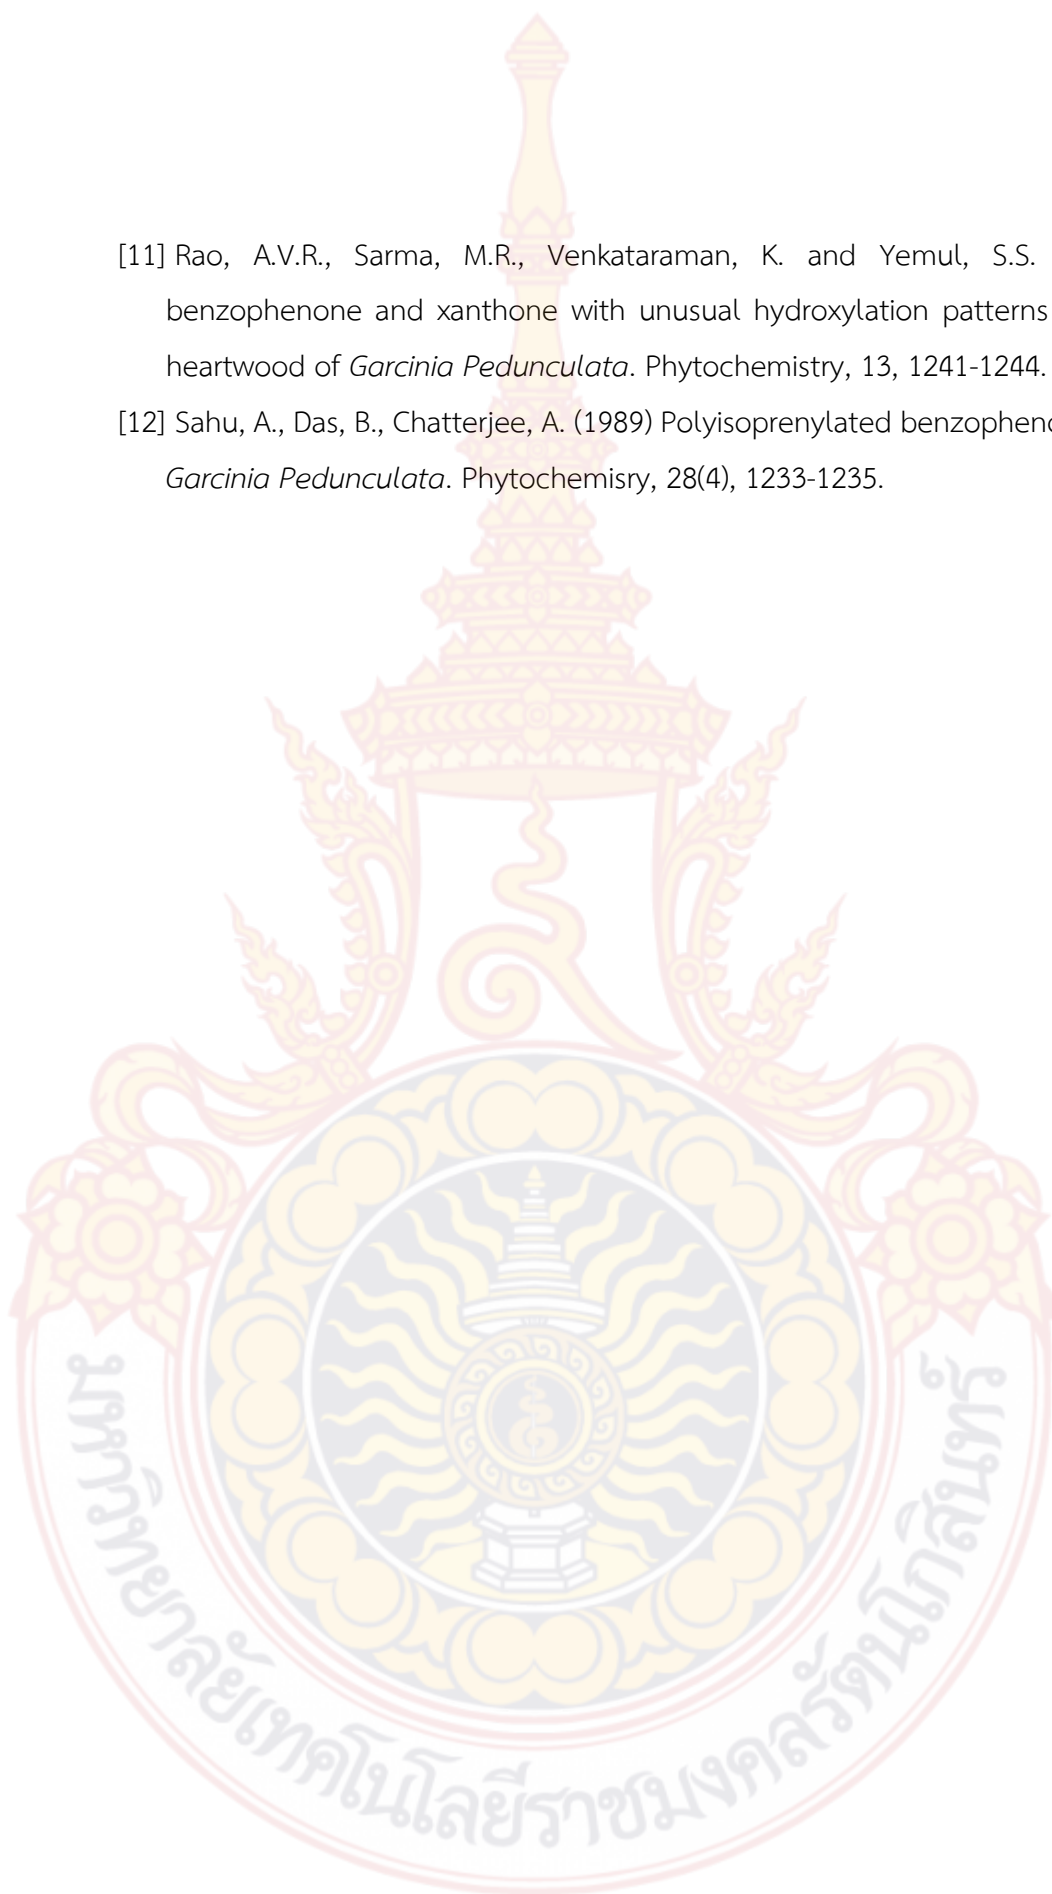 [11] Rao, A.V.R., Sarma, M.R., Venkataraman, K. and Yemul, S.S.
benzophenone and xanthone with unusual hydroxylation patterns
heartwood of Garcinia Pedunculata. Phytochemistry, 13, 1241-1244.
[12] Sahu, A., Das, B., Chatterjee, A. (1989) Polyisoprenylated
Garcinia Pedunculata. Phytochemisry, 28(4), 1233-1235.
มหาวิทยาลัยเทคโนโลยีราชมงคลรัตนโกสินทร์